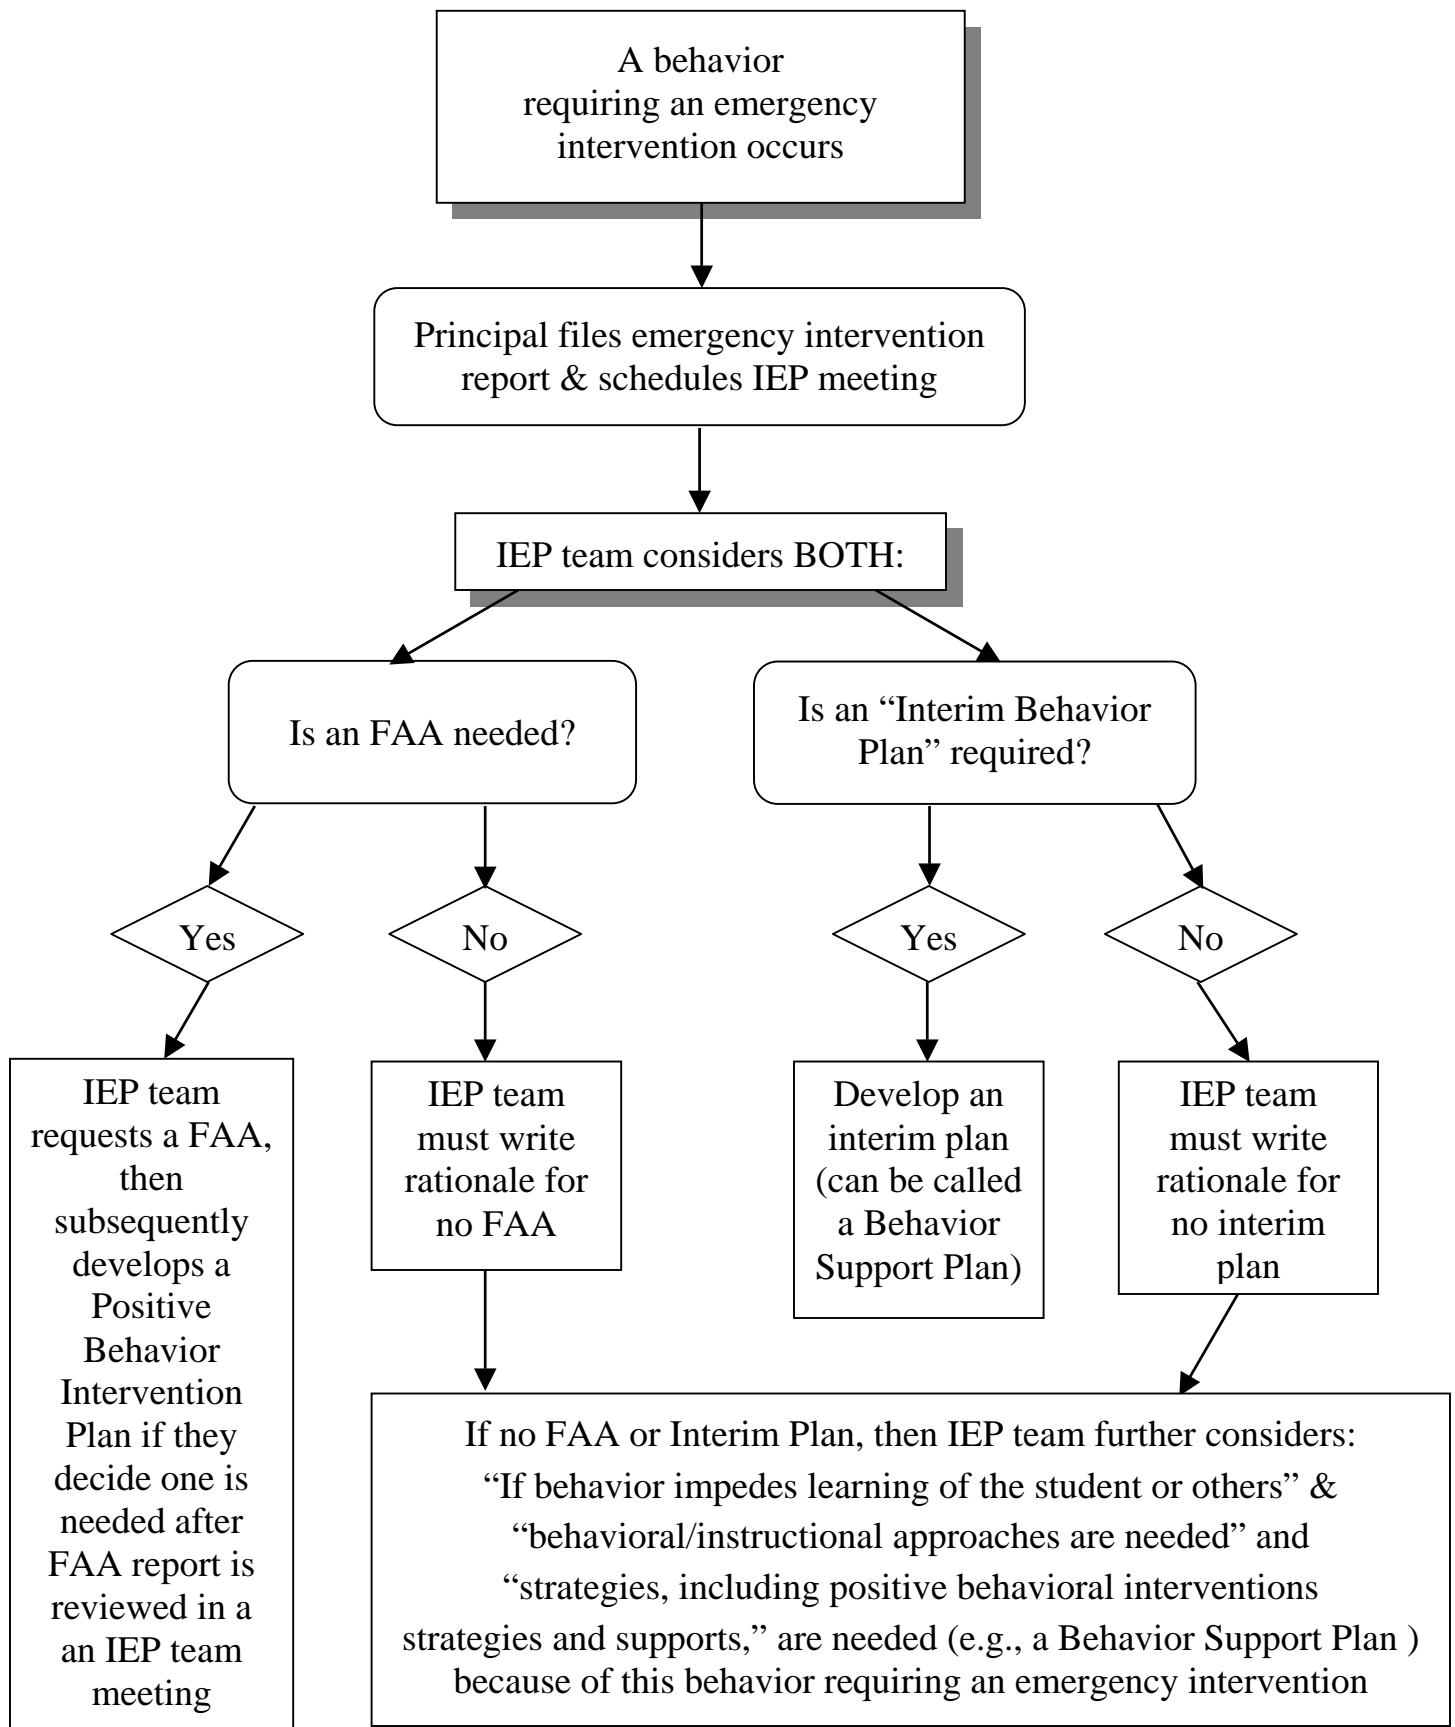 A behavior
requiring an emergency
intervention occurs
Principal files emergency intervention
report & schedules IEP meeting
IEP team considers BOTH:
Is an FAA needed?
Is an “Interim Behavior
Plan” required?
Yes
No
Yes
No
IEP team
requests a FAA,
then
subsequently
develops a
Positive
Behavior
Intervention
Plan if they
decide one is
needed after
FAA report is
reviewed in a
an IEP team
meeting
IEP team
must write
rationale for
no FAA
Develop an
interim plan
(can be called
a Behavior
Support Plan)
IEP team
must write
rationale for
no interim
plan
If no FAA or Interim Plan, then IEP team further considers:
“If behavior impedes learning of the student or others” &
“behavioral/instructional approaches are needed” and
“strategies, including positive behavioral interventions
strategies and supports,” are needed (e.g., a Behavior Support Plan )
because of this behavior requiring an emergency intervention